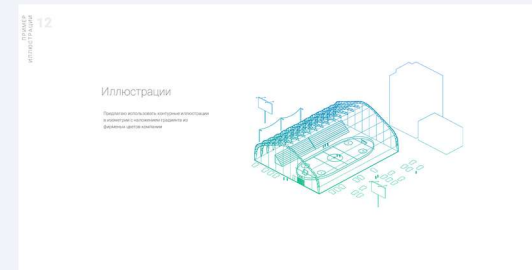 ПРИМЕР
ИЛЛЮСТРАЦИИ
12
Иллюстрации
Предлагаю использовать контурные иллюстрации
в изометрии с наложением градиента из
фирменных цветов компании